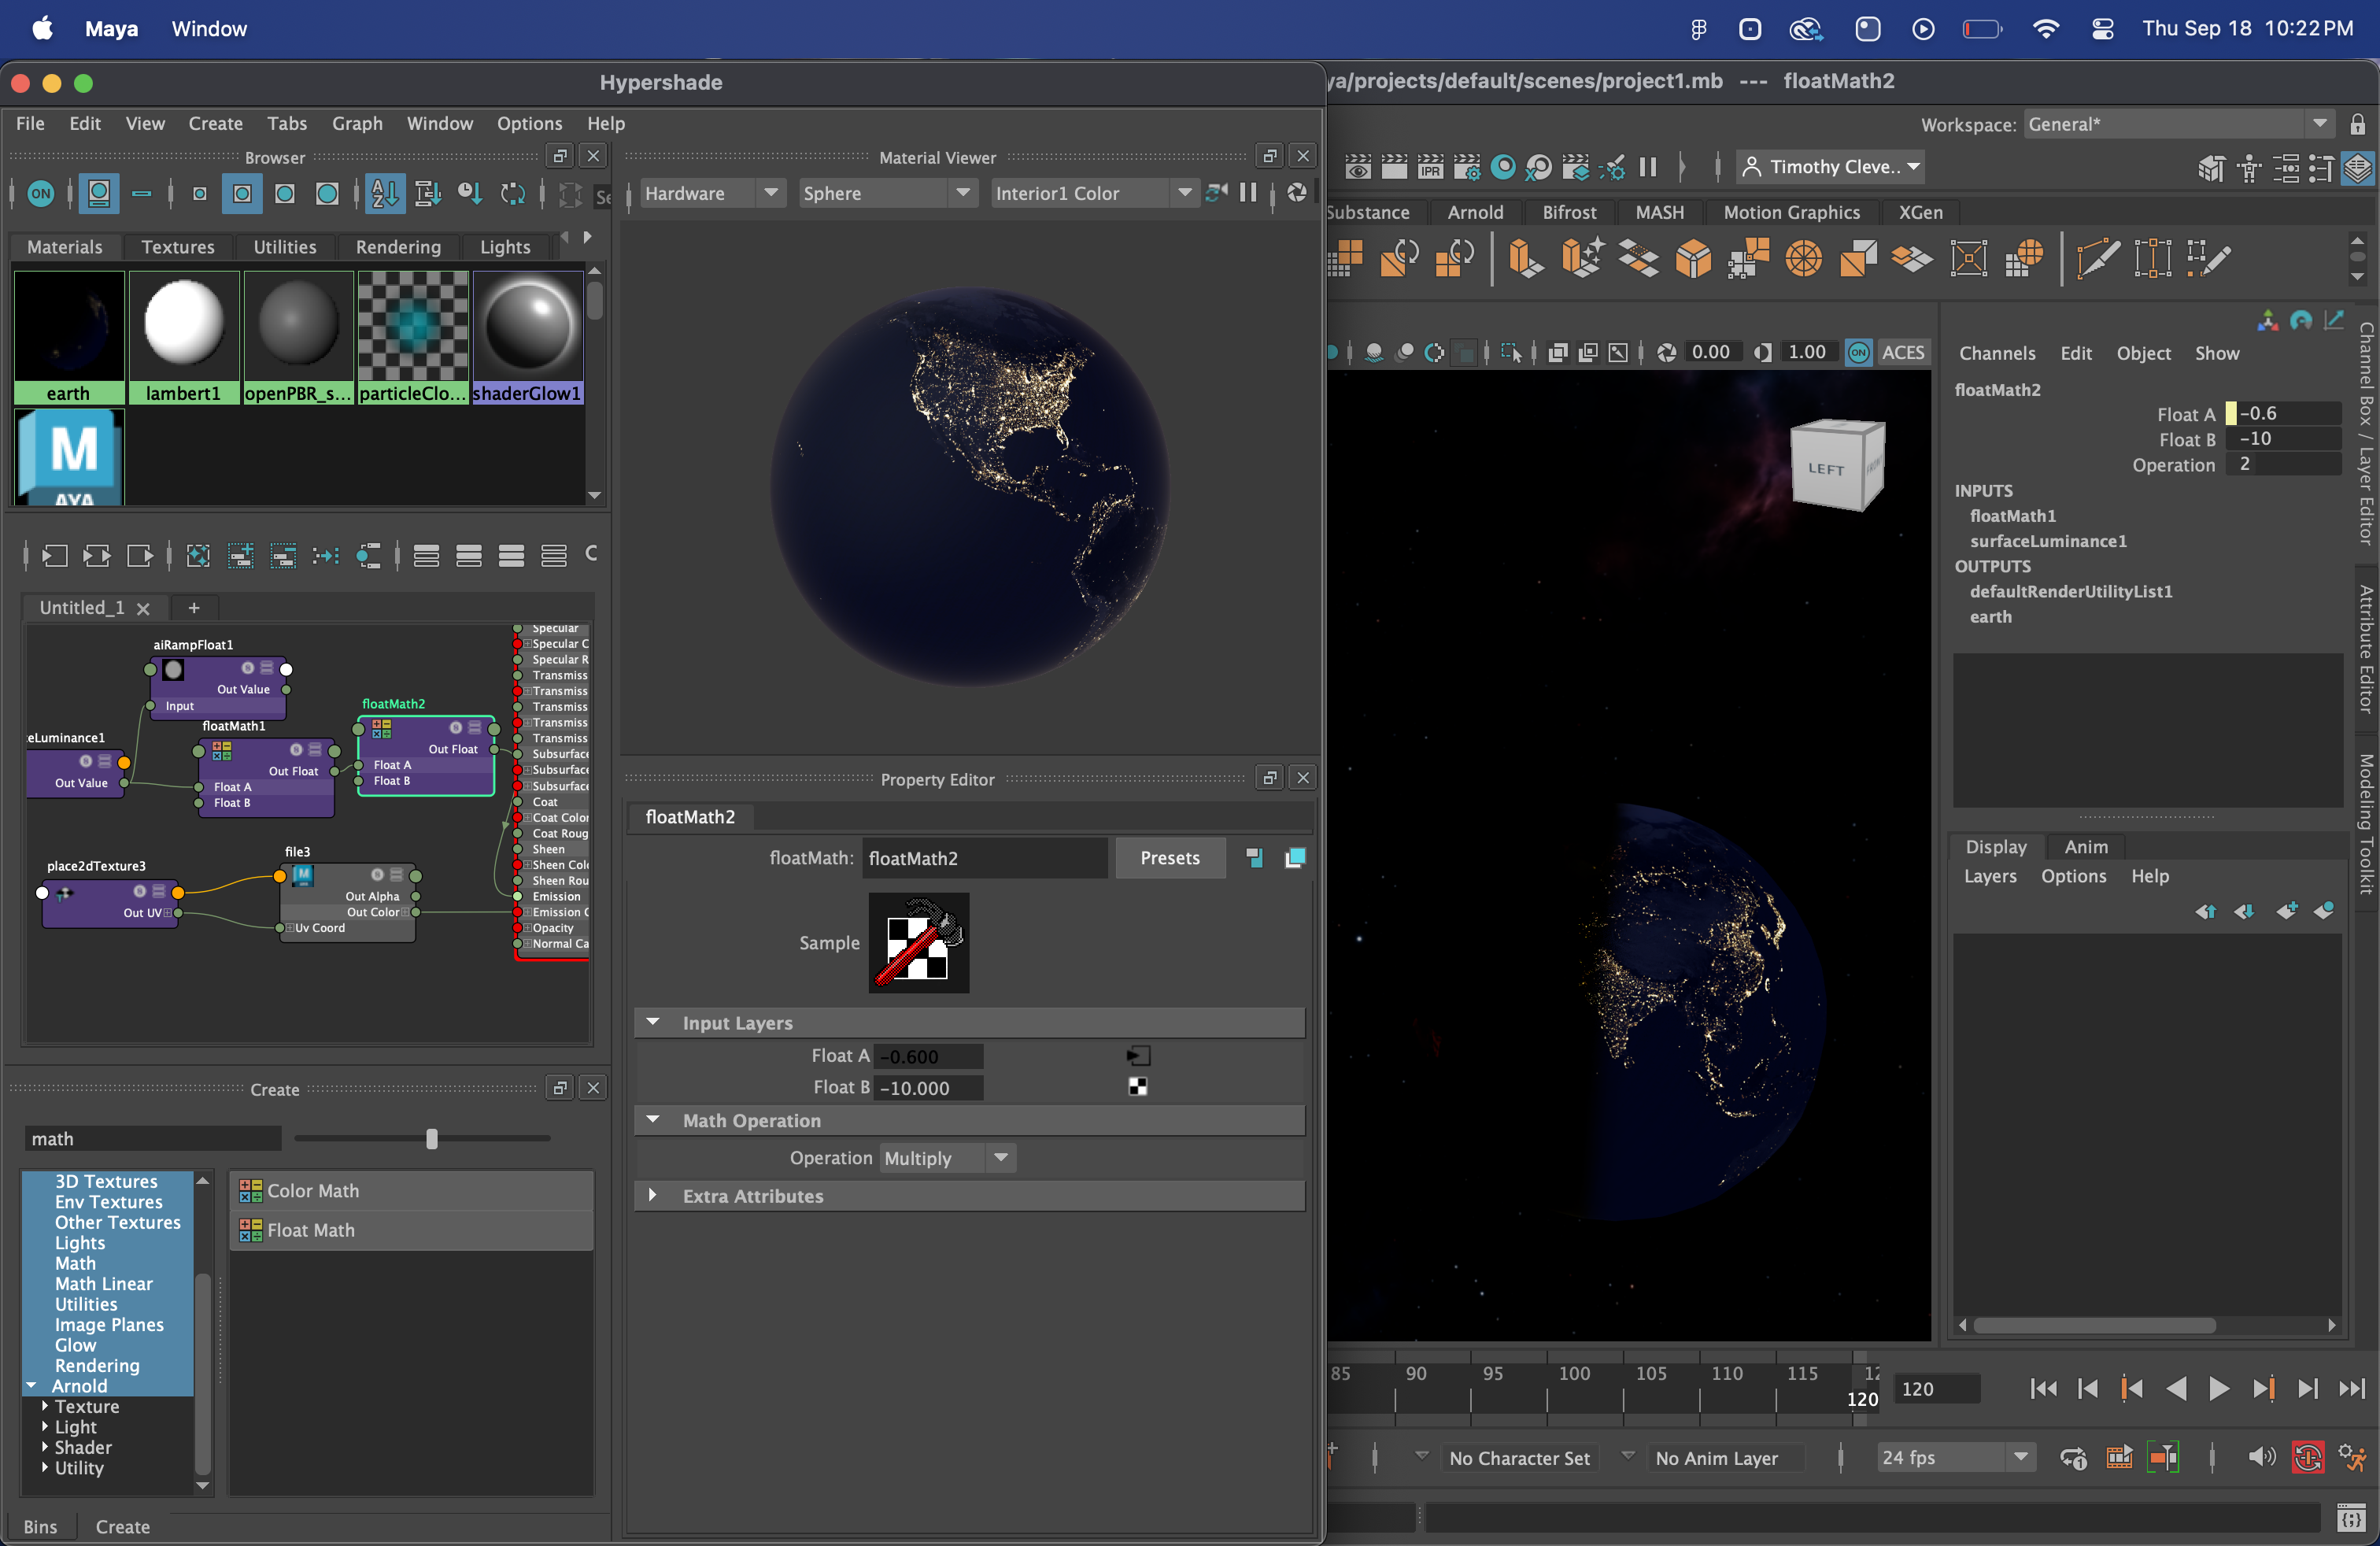 Maya
Window
Thu Sep 18 10:22 PM
Hypershade
ya/projects/default/scenes/project1.mb --- floatMath2
File Edit View Create Tabs Graph Window Options Help
Workspace: General*
Browser
Material Viewer
ON
Hardware
Sphere
Interior1 Color
IPR
Timothy Cleve..
Materials Textures Utilities Rendering Lights
Substance Arnold Bifrost MASH Motion Graphics XGen
earth
lambert1
openPBR_s...
particleClo...
shaderGlow1
M
AYA
0.00
1.00
ON
ACES
Channels Edit Object Show
floatMath2
Float A -0.6
Float B -10
Operation 2
INPUTS
floatMath1
surfaceLuminance1
OUTPUTS
defaultRenderUtilityList1
earth
Channel Box / Layer Editor
Attribute Editor
Modeling Toolkit
LEFT
Untitled_1
+
aiRampFloat1
Out Value
Input
floatMath1
Out Float
Float A
Float B
floatMath2
Out Float
Float A
Float B
eLuminance1
Out Value
place2dTexture3
Out UV
file3
Out Alpha
Out Color
Uv Coord
Specular
Specular C
Specular R
Transmiss
Transmiss
Transmiss
Transmiss
Transmiss
Subsurface
Subsurface
Subsurface
Coat
Coat Color
Coat Roug
Sheen
Sheen Colo
Sheen Rou
Emission
Emission C
Opacity
Normal Ca
Property Editor
floatMath2
floatMath: floatMath2
Presets
Sample
Input Layers
Float A -0.600
Float B -10.000
Math Operation
Operation Multiply
Extra Attributes
Display Anim
Layers Options Help
Create
math
3D Textures
Env Textures
Other Textures
Lights
Math
Math Linear
Utilities
Image Planes
Glow
Rendering
Arnold
Texture
Light
Shader
Utility
Color Math
Float Math
Bins Create
85 90 95 100 105 110 115 12
120
120
No Character Set
No Anim Layer
24 fps